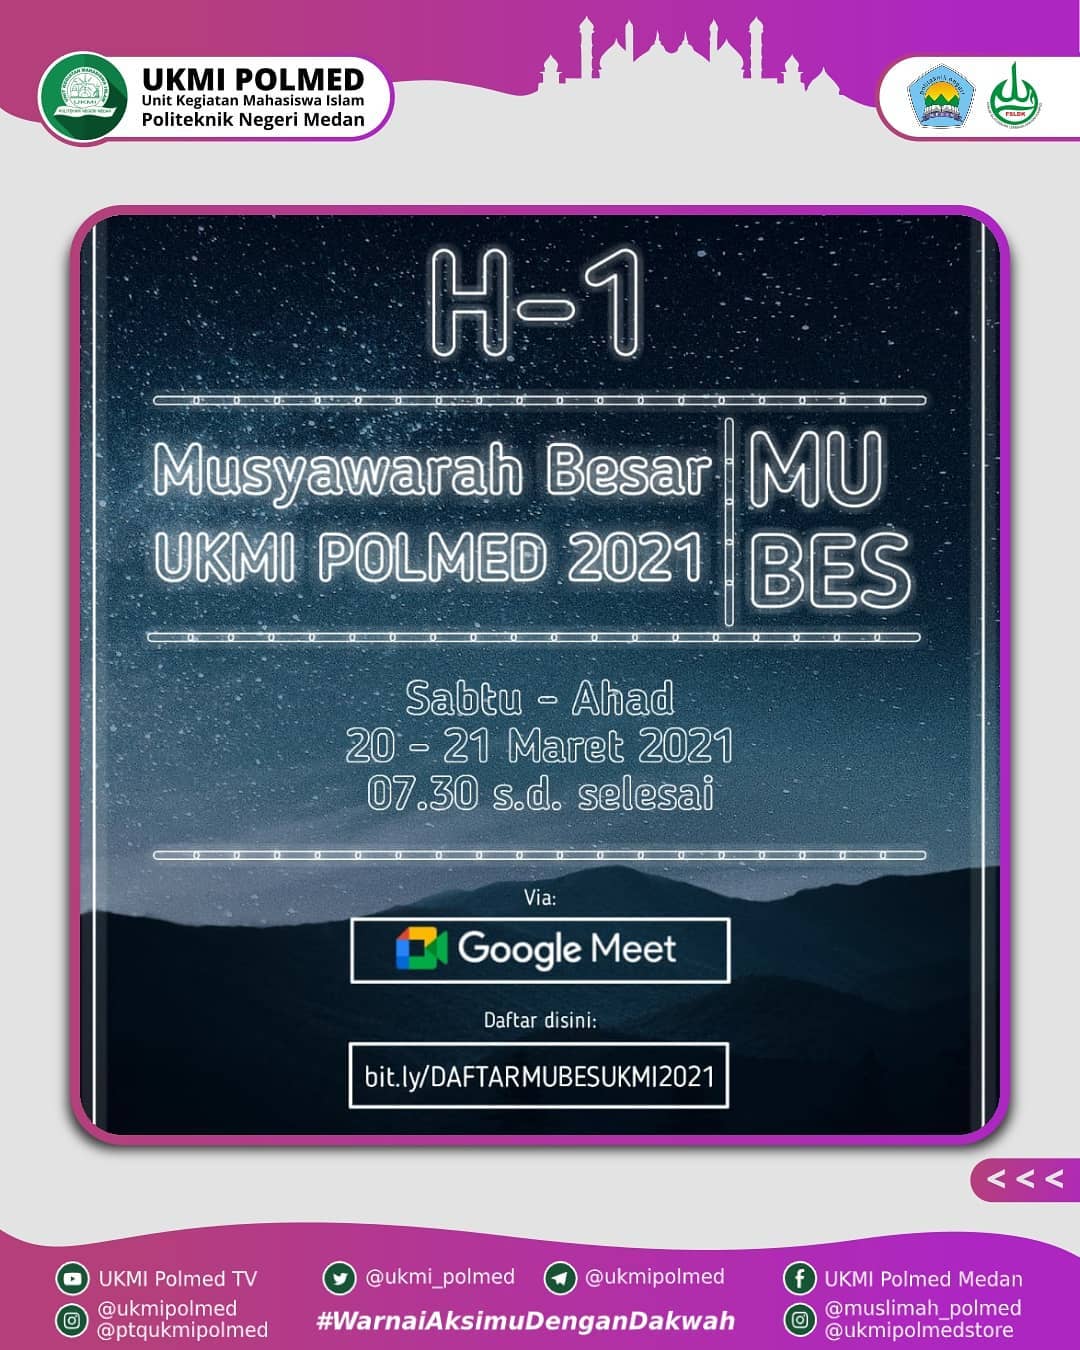 UKMI POLMED
Unit Kegiatan Mahasiswa Islam
Politeknik Negeri Medan
H-1
Musyawarah Besar
UKMI POLMED 2021
MU
BES
Sabtu - Ahad
20 - 21 Maret 2021
07.30 s.d. selesai
Via:
Google Meet
Daftar disini:
bit.ly/DAFTARMUBESUKMI2021
< < <
UKMI Polmed TV
@ukmipolmed
@ptqukmipolmed
@ukmi_polmed
@ukmipolmed
#WarnaiAksimuDenganDakwah
UKMI Polmed Medan
@muslimah_polmed
@ukmipolmedstore